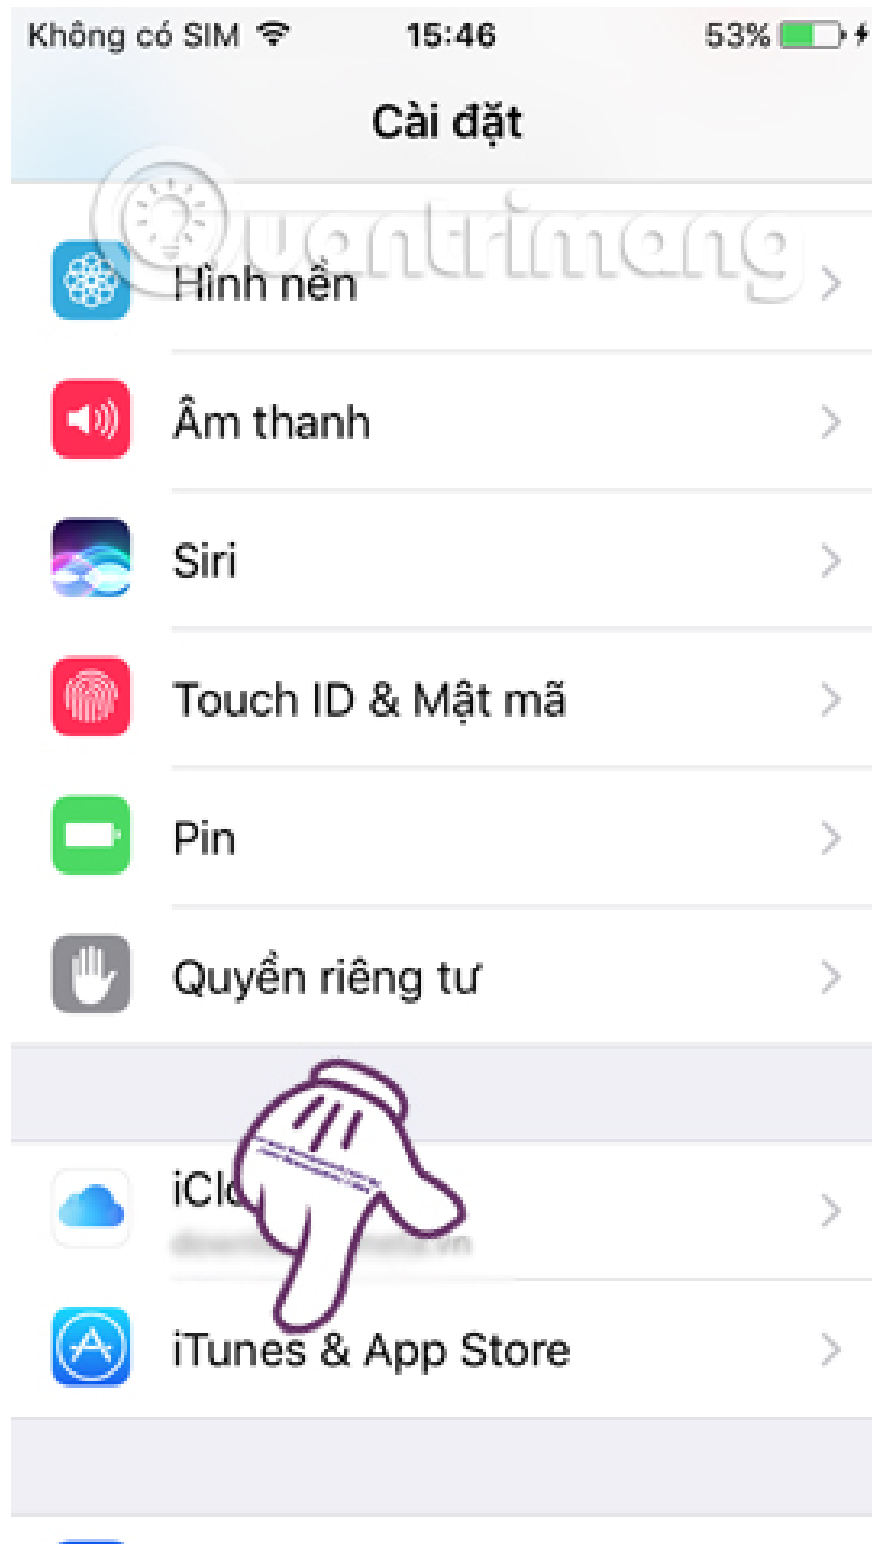 Không có SIM 15:46 53%
Cài đặt
Quantrimang
Hình nền
Âm thanh
Siri
Touch ID & Mật mã
Pin
Quyền riêng tư
iTunes & App Store